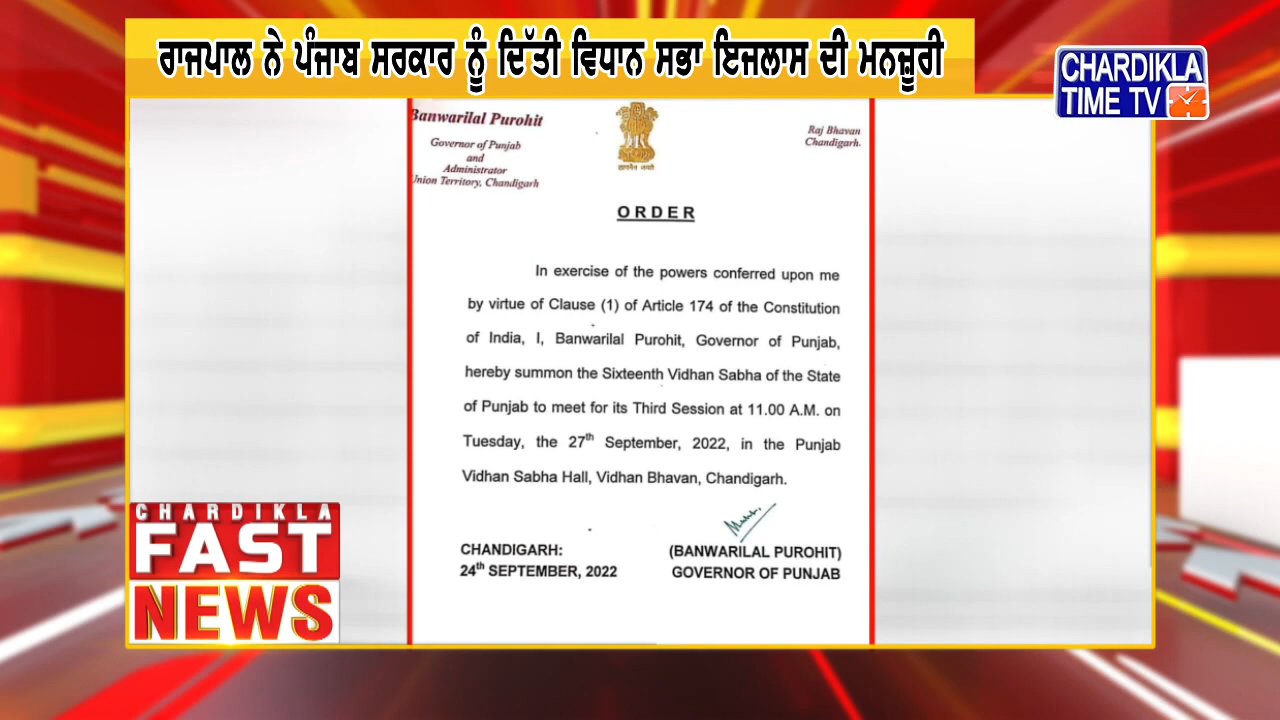 ਰਾਜਪਾਲ ਨੇ ਪੰਜਾਬ ਸਰਕਾਰ ਨੂੰ ਦਿੱਤੀ ਵਿਧਾਨ ਸਭਾ ਇਜਲਾਸ ਦੀ ਮਨਜ਼ੂਰੀ
CHARDIKLA
TIME TV
Banwarilal Purohit
Governor of Punjab
and
Administrator
Union Territory, Chandigarh
सत्यमेव जयते
Raj Bhavan
Chandigarh.
ORDER
In exercise of the powers conferred upon me
by virtue of Clause (1) of Article 174 of the Constitution
of India, I, Banwarilal Purohit, Governor of Punjab,
hereby summon the Sixteenth Vidhan Sabha of the State
of Punjab to meet for its Third Session at 11.00 A.M. on
Tuesday, the 27th September, 2022, in the Punjab
Vidhan Sabha Hall, Vidhan Bhavan, Chandigarh.
CHANDIGARH:
24th SEPTEMBER, 2022
(BANWARILAL PUROHIT)
GOVERNOR OF PUNJAB
CHARDIKLA
FAST
NEWS